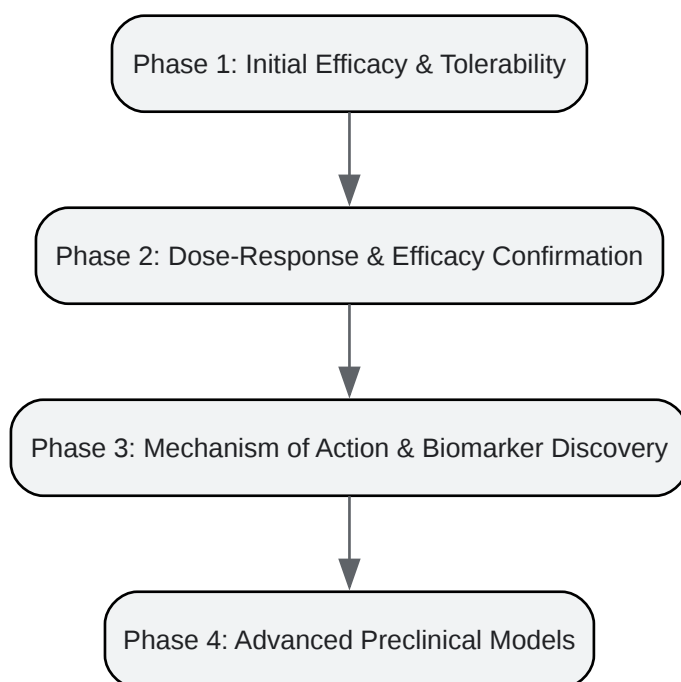 Phase 1: Initial Efficacy & Tolerability
Phase 2: Dose-Response & Efficacy Confirmation
Phase 3: Mechanism of Action & Biomarker Discovery
Phase 4: Advanced Preclinical Models